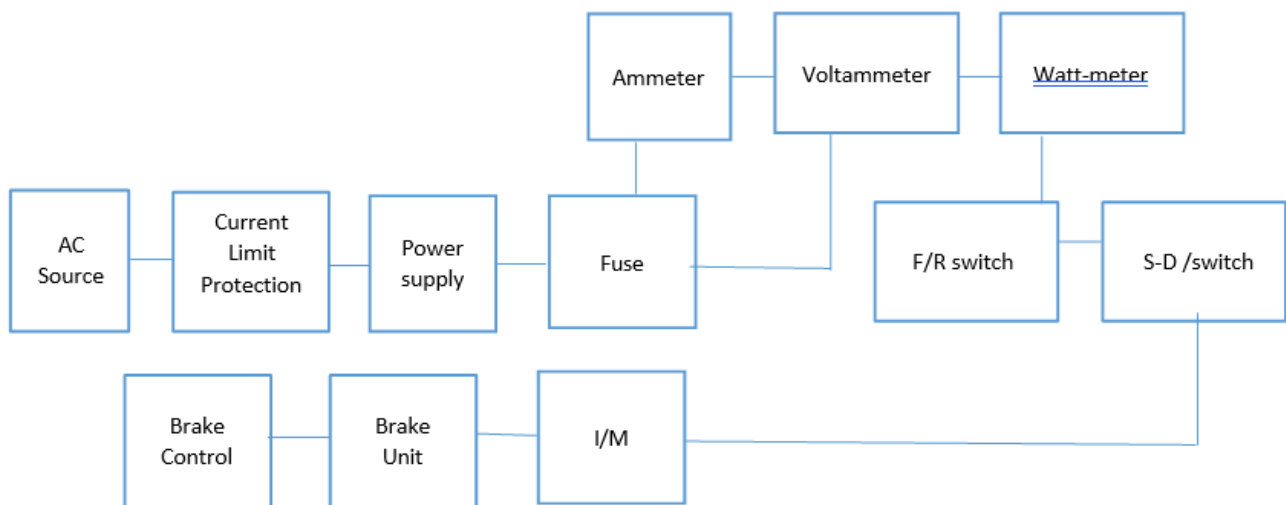 Ammeter
Voltammeter
Watt-meter
AC
Source
Current
Limit
Protection
Power
supply
Fuse
F/R switch
S-D /switch
Brake
Control
Brake
Unit
I/M